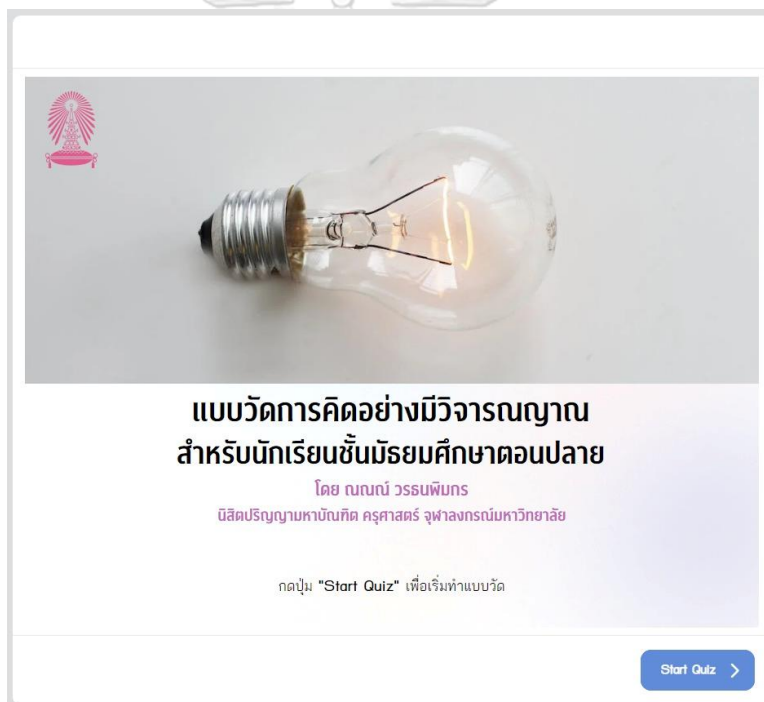 แบบวัดการคิดอย่างมีวิจารณญาณ
สำหรับนักเรียนชั้นมัธยมศึกษาตอนปลาย
โดย ณณณ์ วรธนพิมกร
นิสิตปริญญามหาบัณฑิต ครุศาสตร์ จุฬาลงกรณ์มหาวิทยาลัย
กดปุ่ม "Start Quiz" เพื่อเริ่มทำแบบวัด
Start Quiz